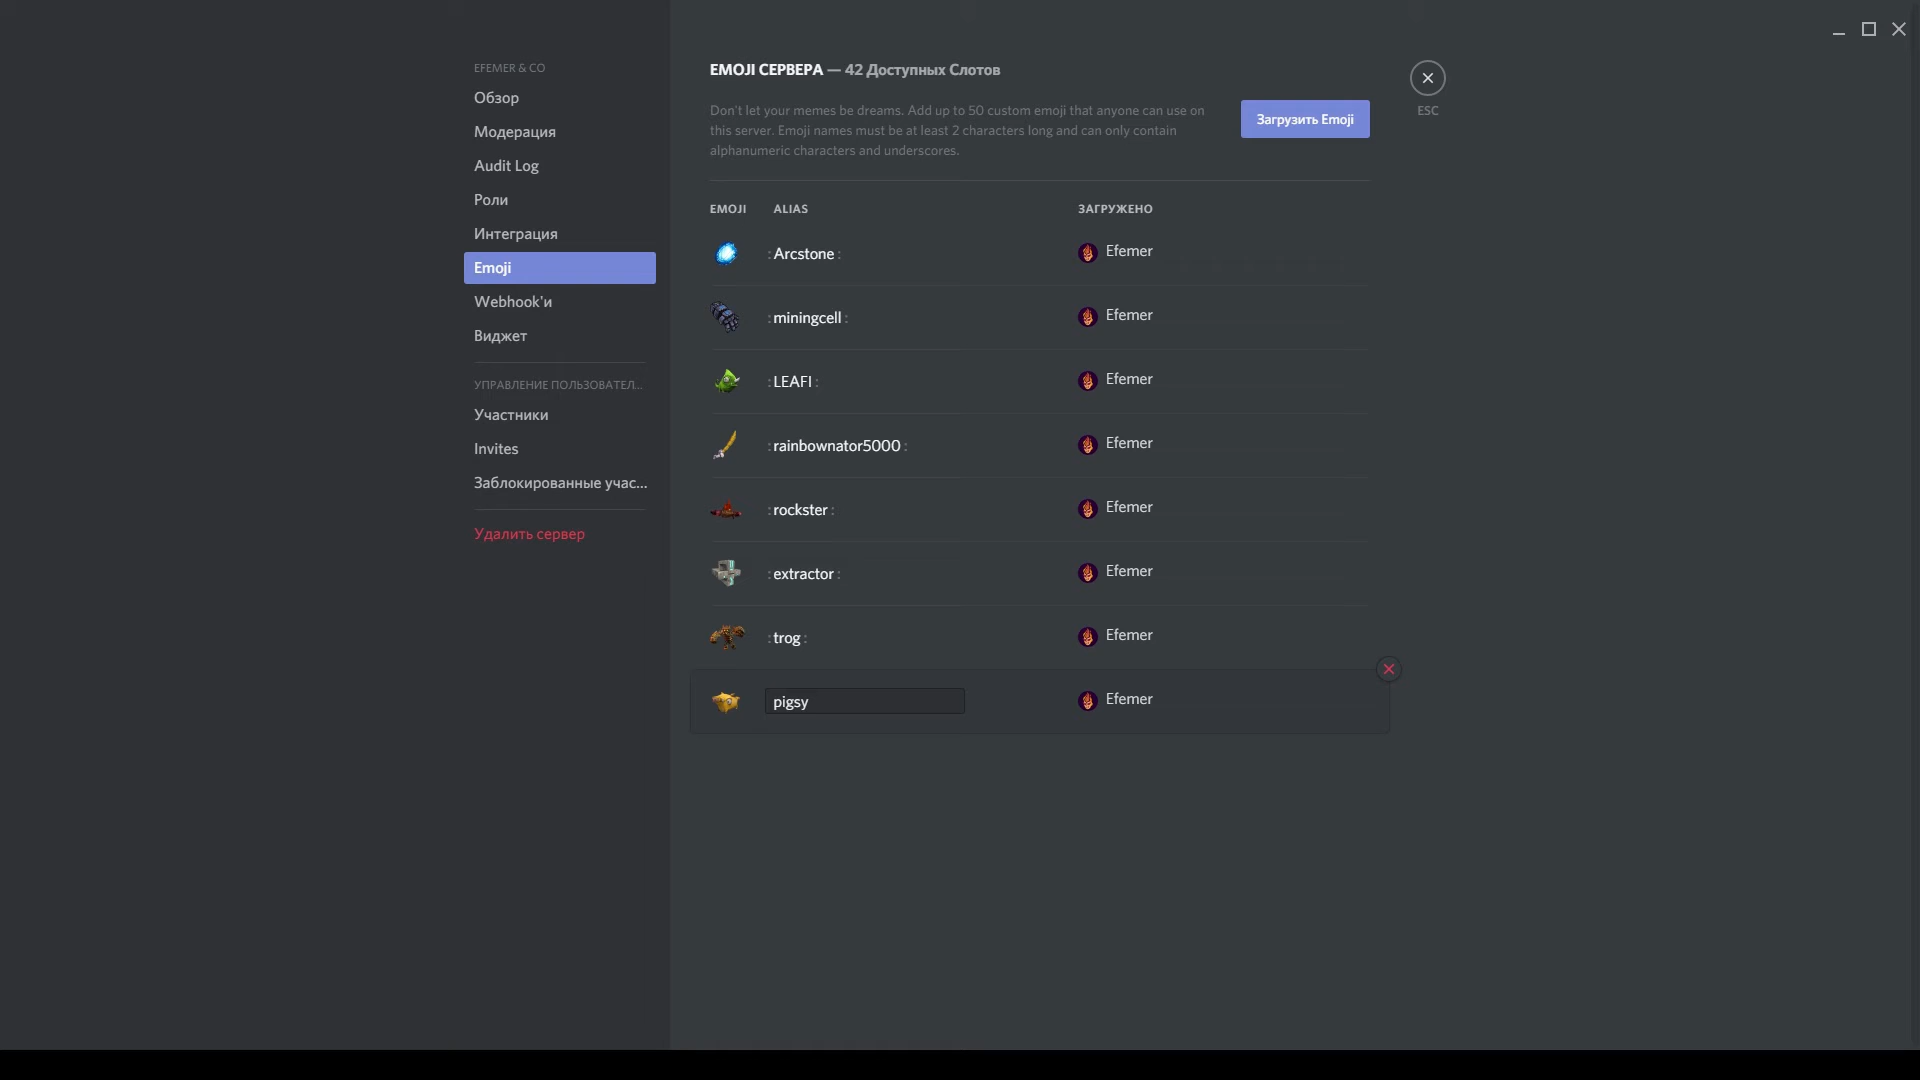 EFEMER & CO
Обзор
Модерация
Audit Log
Роли
Интеграция
Emoji
Webhook'и
Виджет
УПРАВЛЕНИЕ ПОЛЬЗОВАТЕЛ...
Участники
Invites
Заблокированные учас...
Удалить сервер
EMOJI СЕРВЕРА — 42 Доступных Слотов
Don't let your memes be dreams. Add up to 50 custom emoji that anyone can use on
this server. Emoji names must be at least 2 characters long and can only contain
alphanumeric characters and underscores.
Загрузить Emoji
ESC
EMOJI ALIAS ЗАГРУЖЕНО
:Arcstone: Efemer
:miningcell: Efemer
:LEAFI: Efemer
:rainbownator5000: Efemer
:rockster: Efemer
:extractor: Efemer
:trog: Efemer
pigsy Efemer